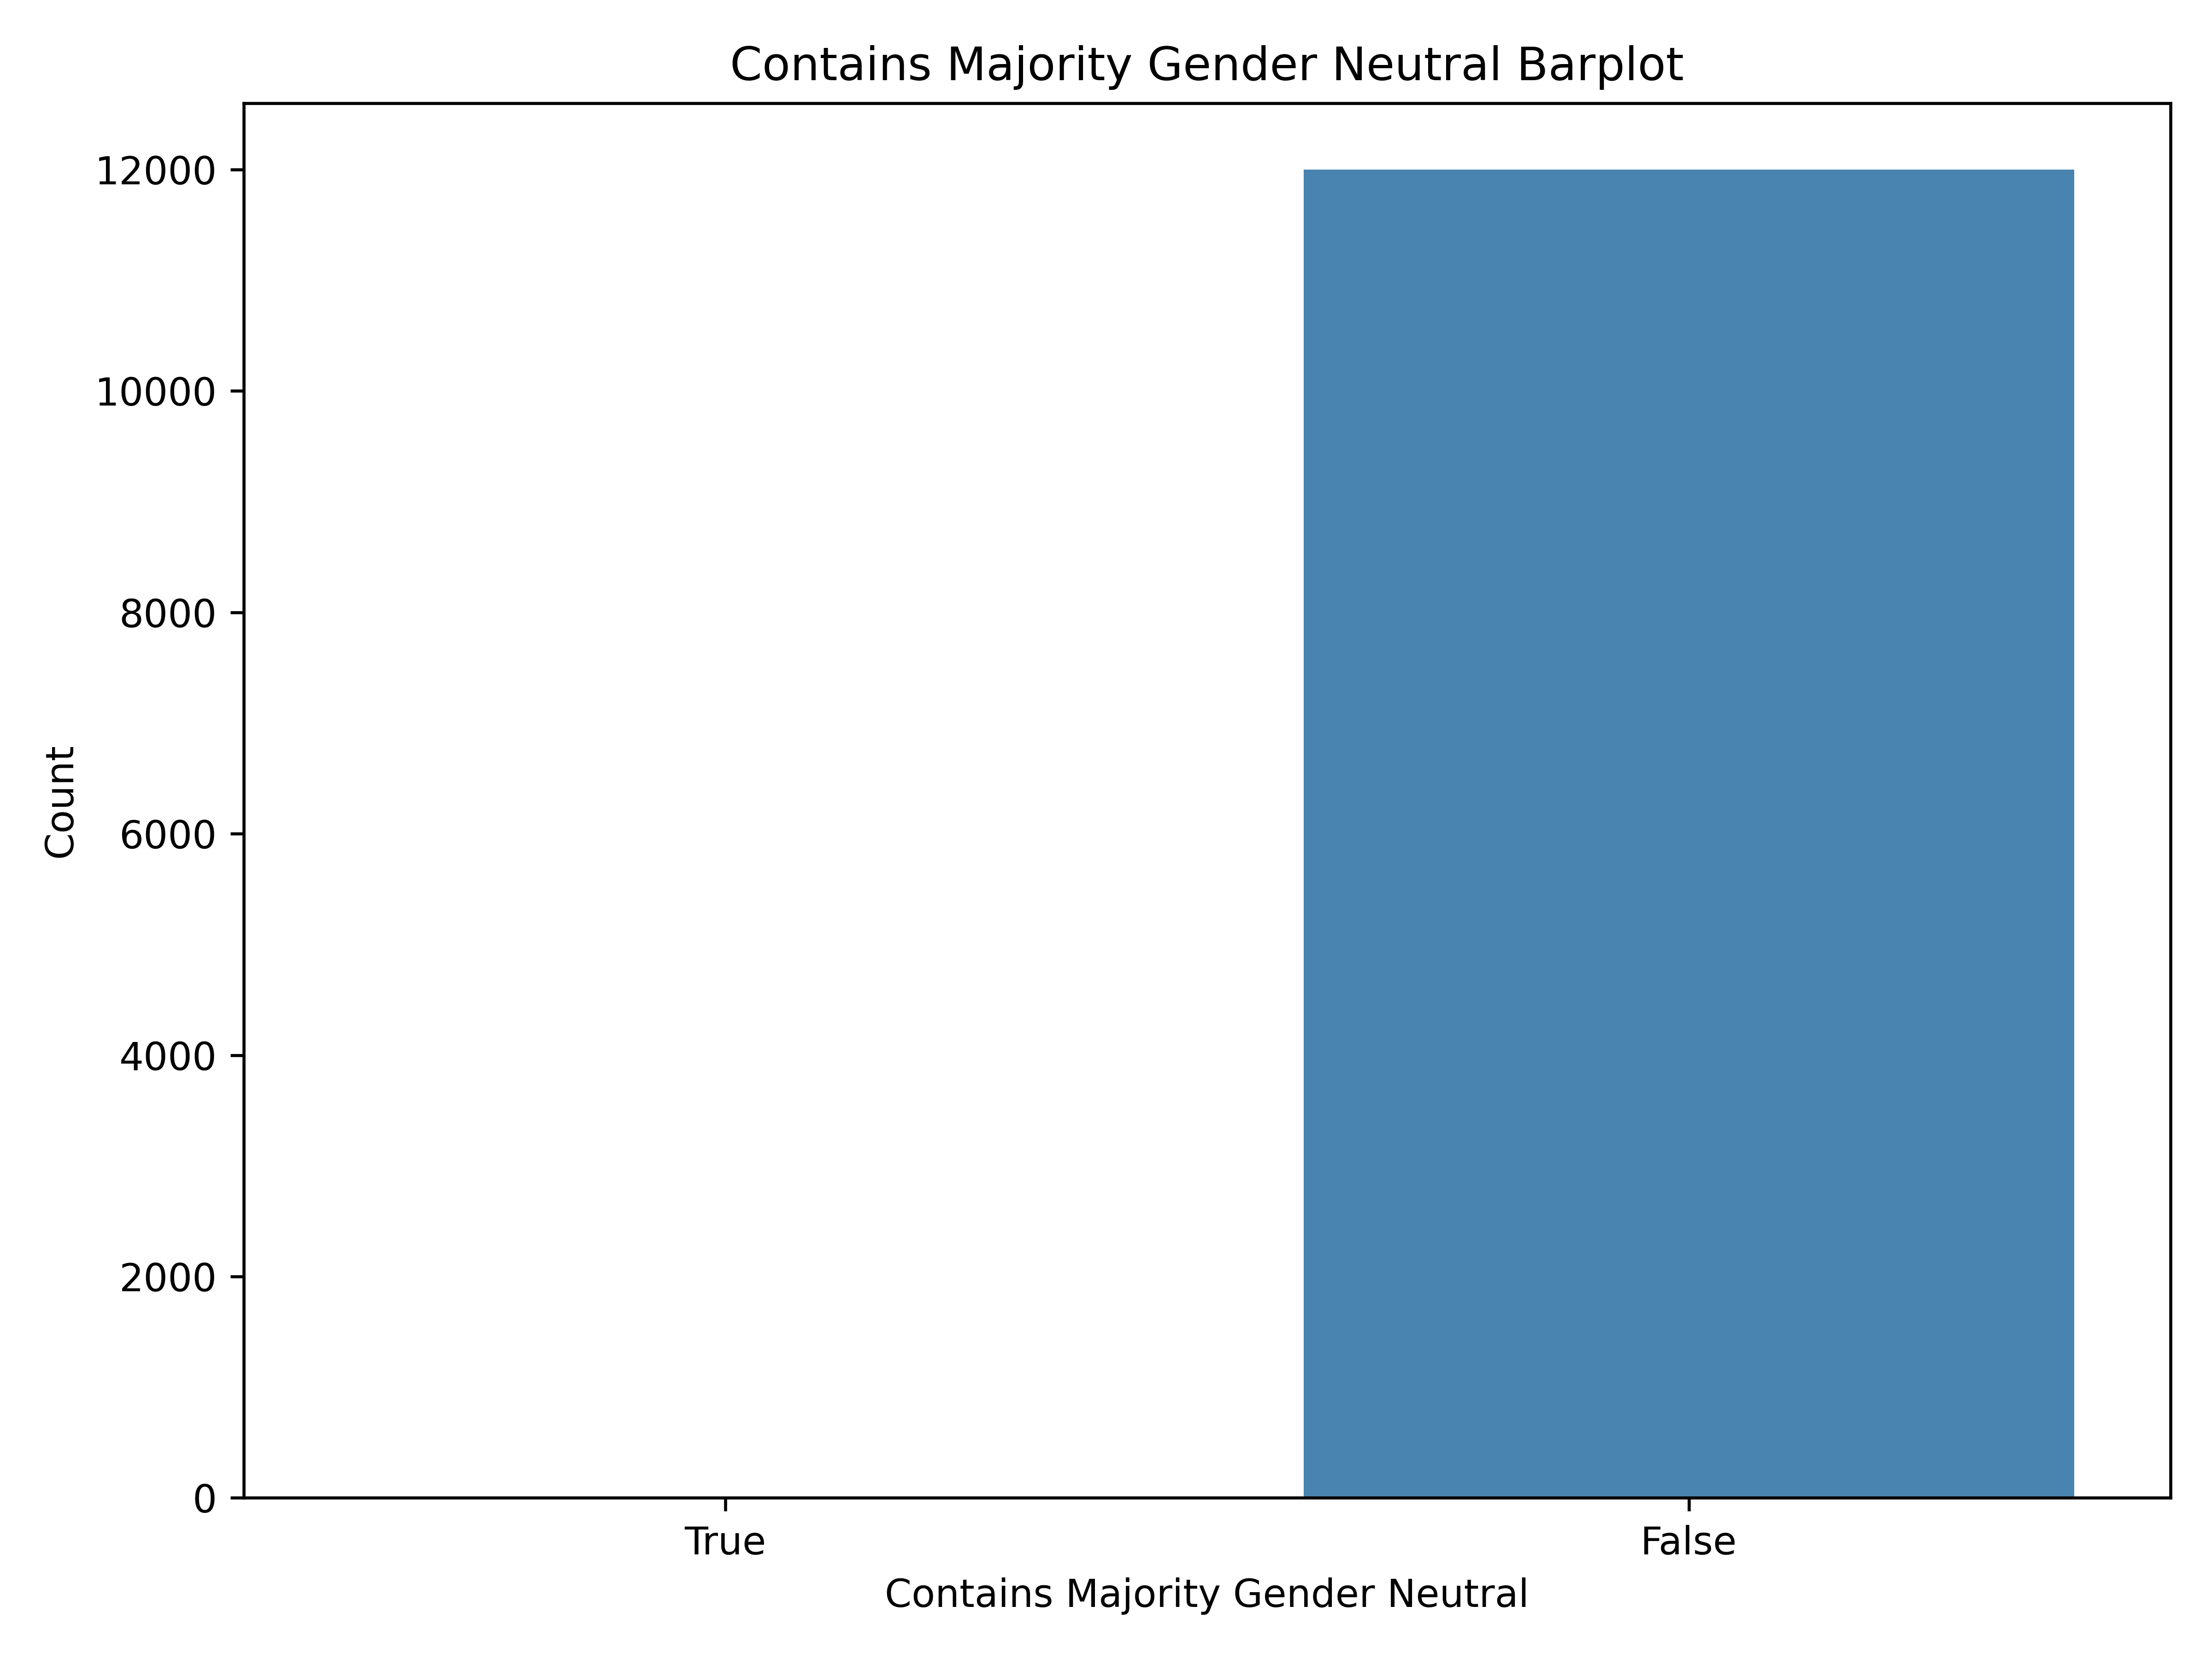 Contains Majority Gender Neutral Barplot
12000
10000
8000
6000
4000
2000
0
Count
True False
Contains Majority Gender Neutral